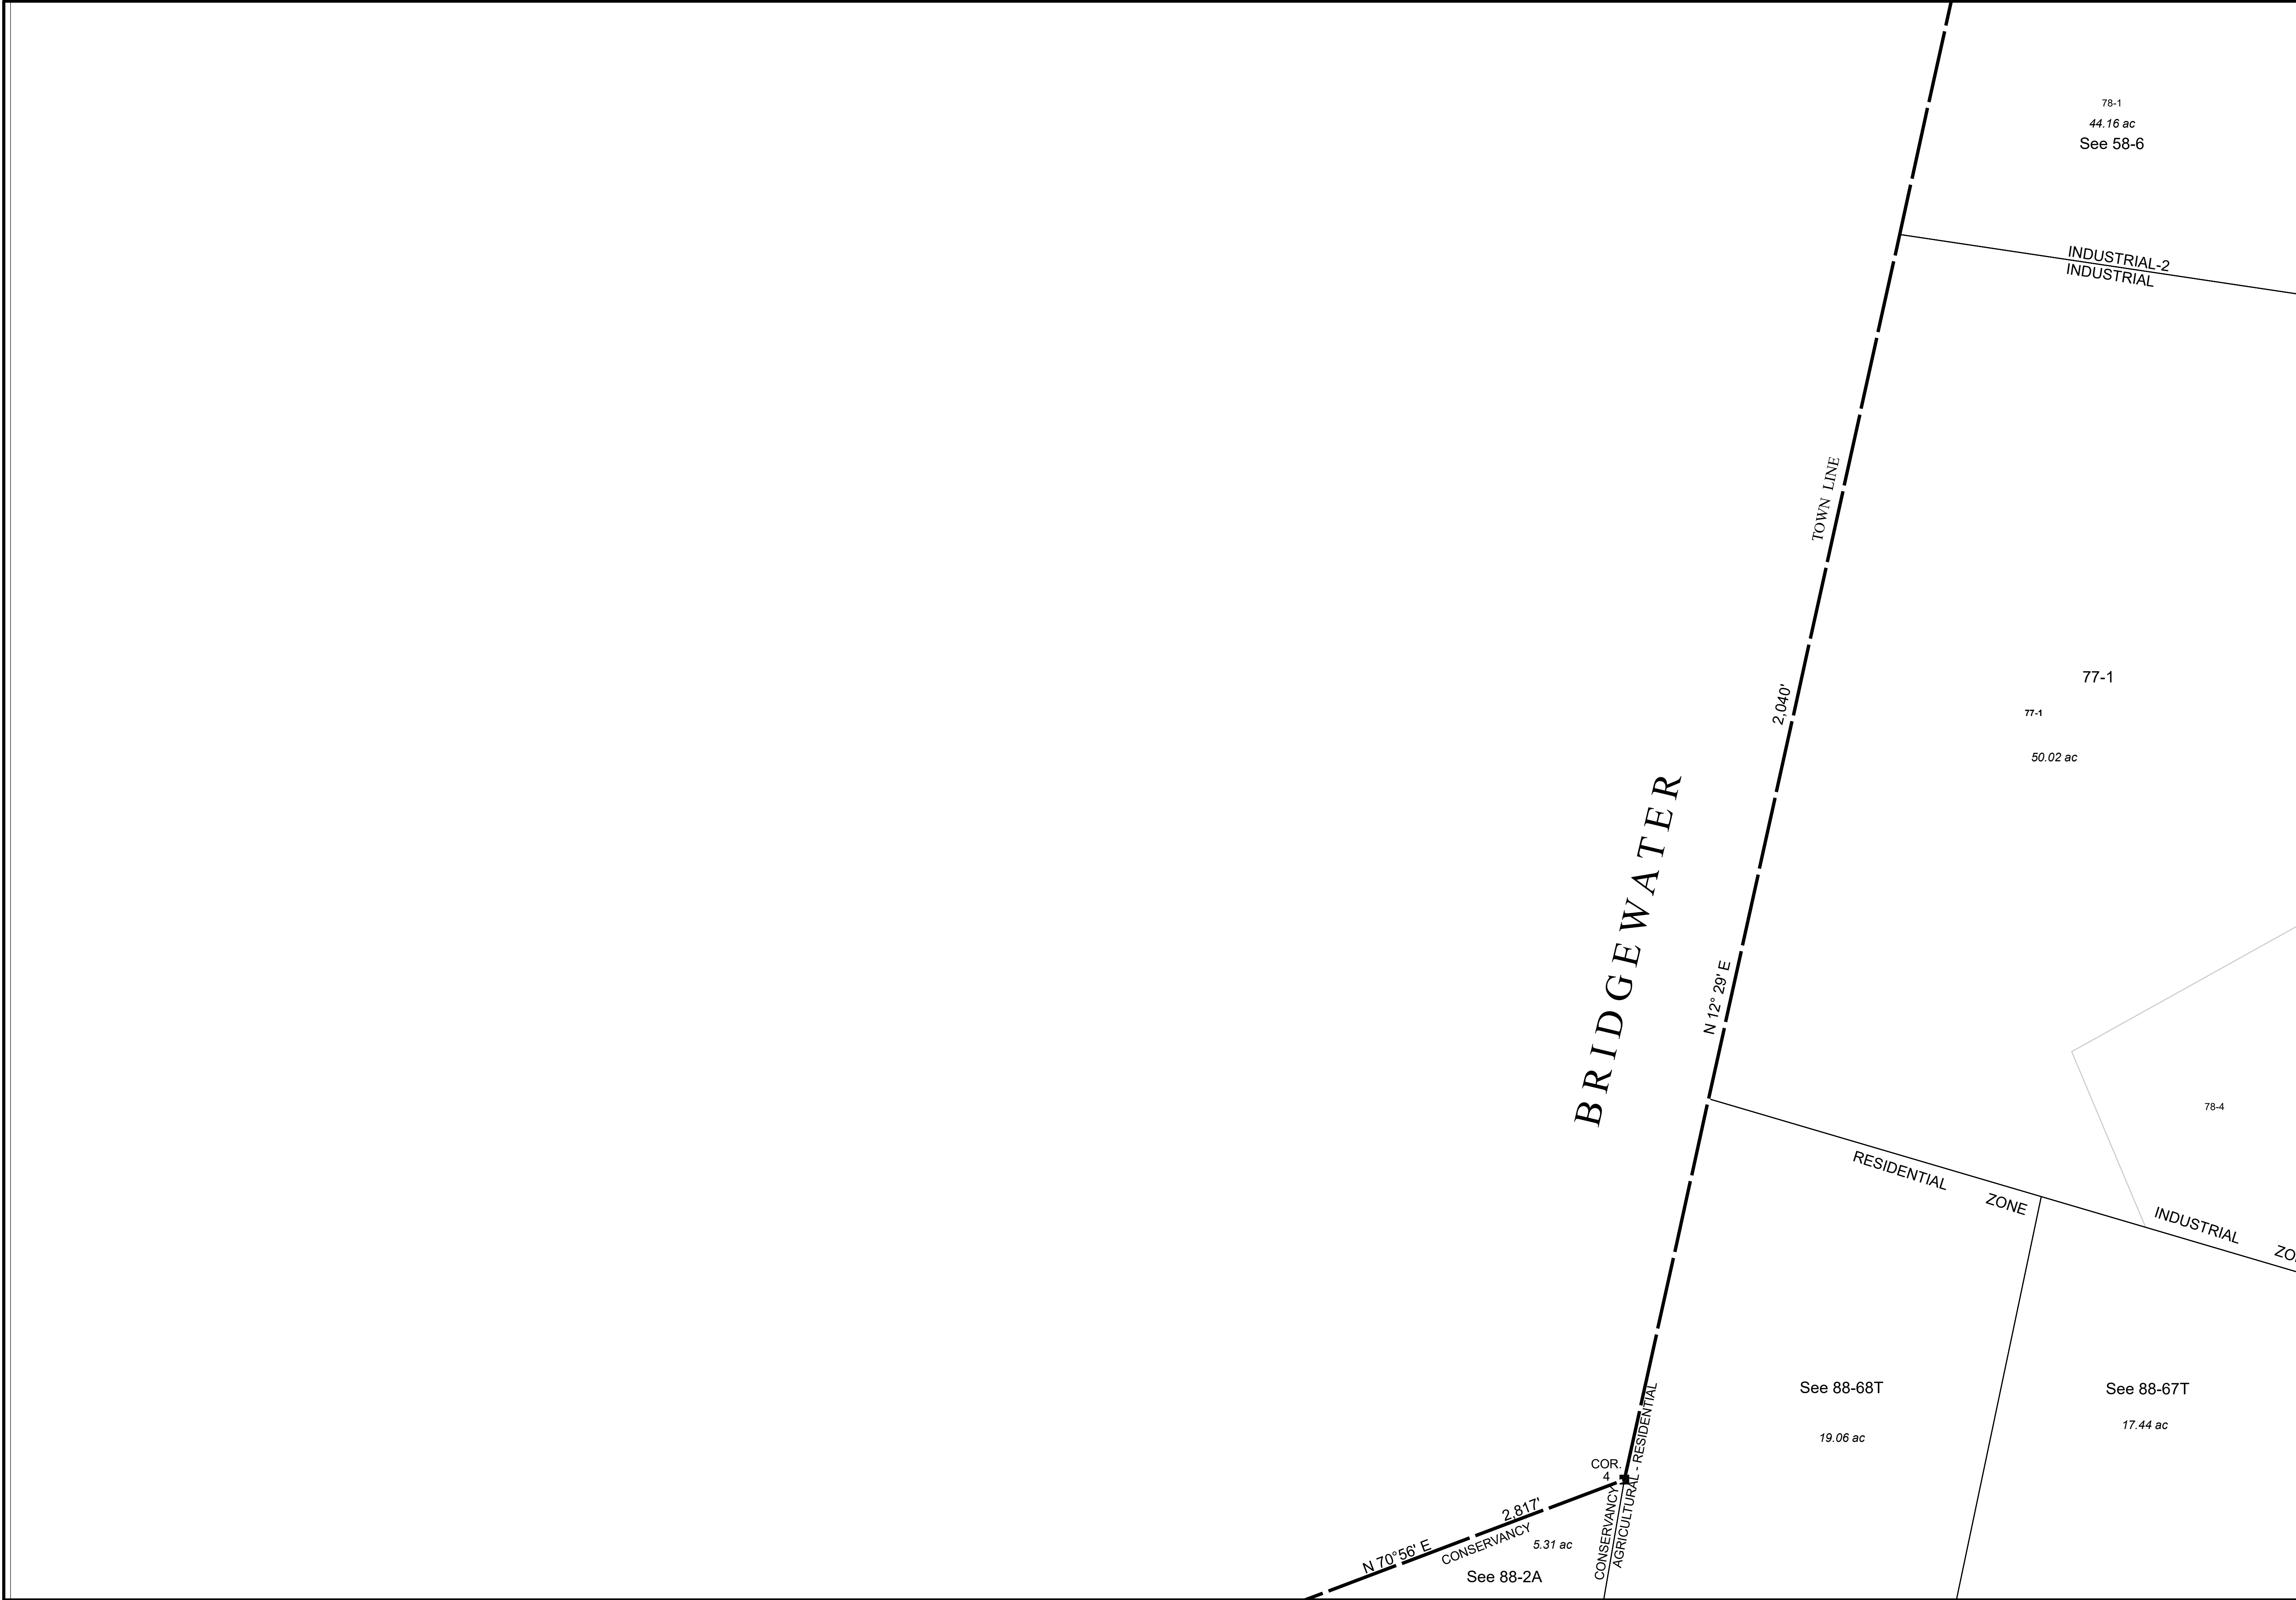 78-1
44.16 ac
See 58-6
INDUSTRIAL-2
INDUSTRIAL
TOWN LINE
2,040'
77-1
77-1
50.02 ac
BRIDGEWATER
N 12° 29' E
78-4
RESIDENTIAL ZONE
INDUSTRIAL ZO
See 88-68T
19.06 ac
See 88-67T
17.44 ac
COR.
4
CONSERVANCY
AGRICULTURAL - RESIDENTIAL
2,817'
N 70°56' E
CONSERVANCY
5.31 ac
See 88-2A